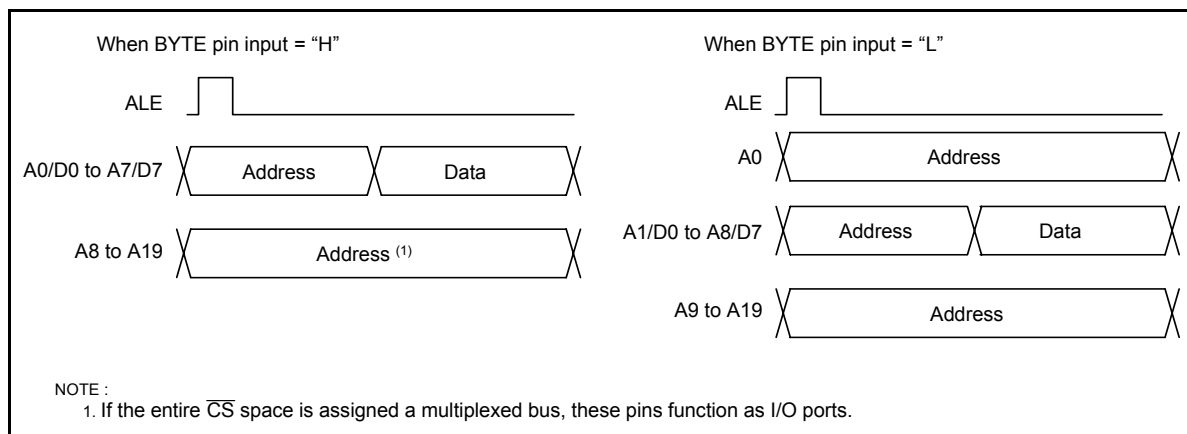 When BYTE pin input = “H”
ALE
A0/D0 to A7/D7
Address
Data
A8 to A19
Address (1)
When BYTE pin input = “L”
ALE
A0
Address
A1/D0 to A8/D7
Address
Data
A9 to A19
Address
NOTE :
1. If the entire C̅S̅ space is assigned a multiplexed bus, these pins function as I/O ports.